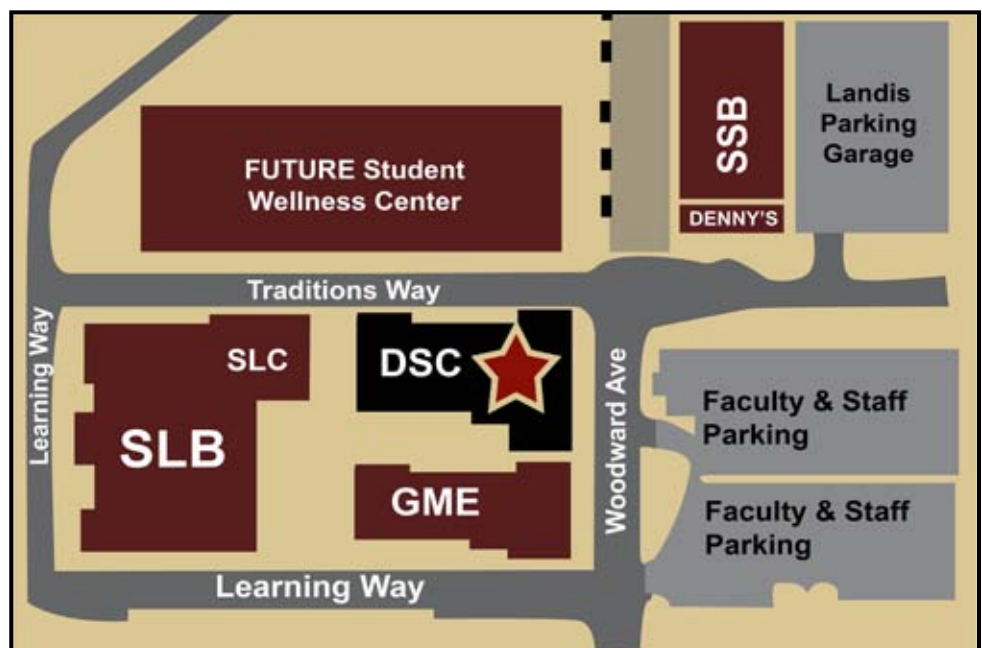 SSB
Landis
Parking
Garage
FUTURE Student
Wellness Center
DENNY'S
Traditions Way
Learning Way
SLC
DSC
Woodward Ave
SLB
GME
Faculty & Staff
Parking
Faculty & Staff
Parking
Learning Way